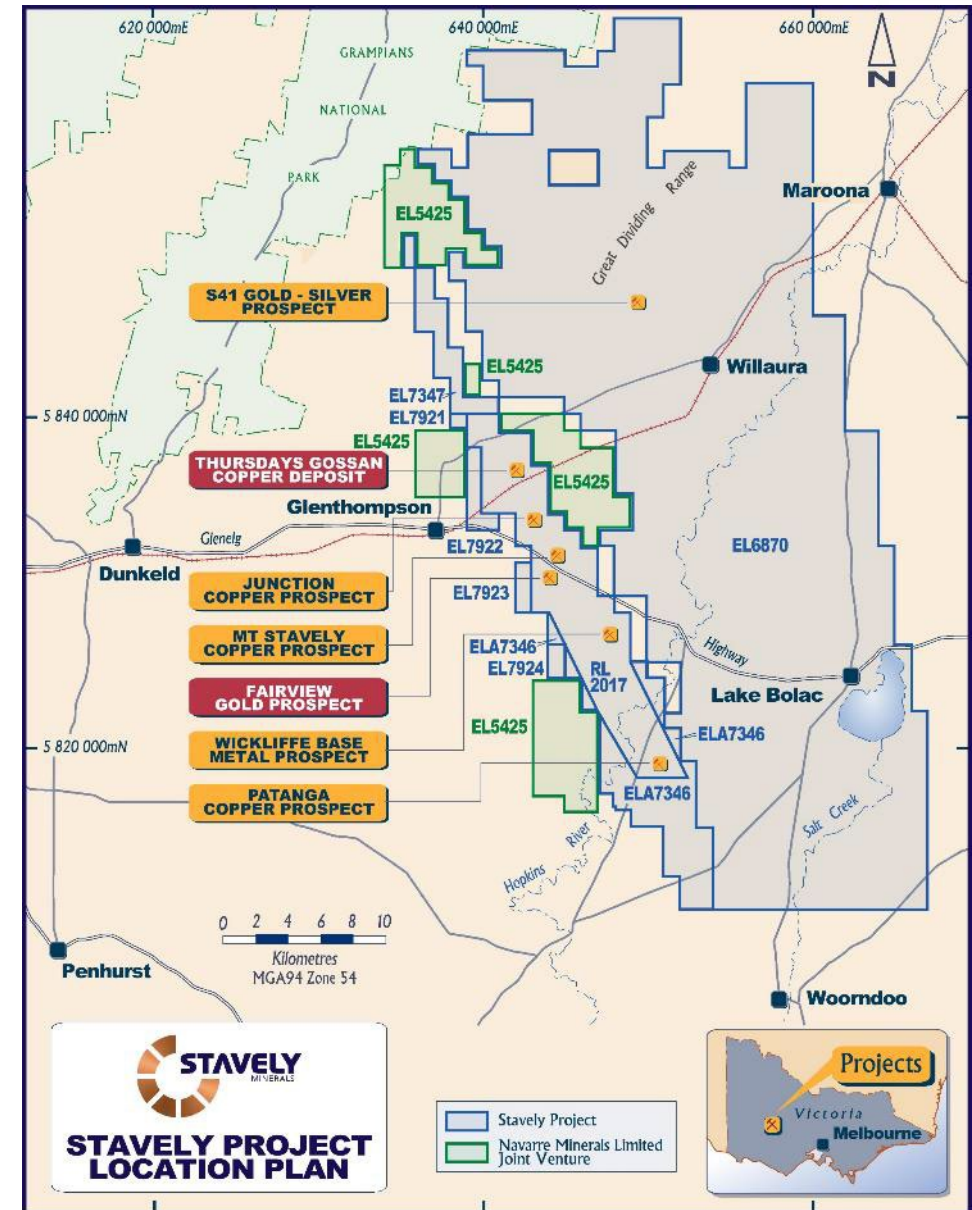 620 000mE
640 000mE
660 000mE
N
GRAMPIANS
NATIONAL
PARK
Great Dividing Range
Maroona
EL5425
S41 GOLD - SILVER
PROSPECT
Willaura
EL5425
EL7347
EL7921
5 840 000mN
EL5425
THURSDAYS GOSSAN
COPPER DEPOSIT
EL5425
Glenthompson
Glenelg
EL7922
EL6870
Dunkeld
JUNCTION
COPPER PROSPECT
EL7923
MT STAVELY
COPPER PROSPECT
ELA7346
Highway
EL7924
RL
2017
FAIRVIEW
GOLD PROSPECT
Lake Bolac
EL5425
ELA7346
WICKLIFFE BASE
METAL PROSPECT
5 820 000mN
PATANGA
COPPER PROSPECT
ELA7346
Salt Creek
Hopkins River
0 2 4 6 8 10
Kilometres
MGA94 Zone 54
Penhurst
Woorndoo
STAVELY
MINERALS
STAVELY PROJECT
LOCATION PLAN
Stavely Project
Navarre Minerals Limited
Joint Venture
Projects
Victoria
Melbourne